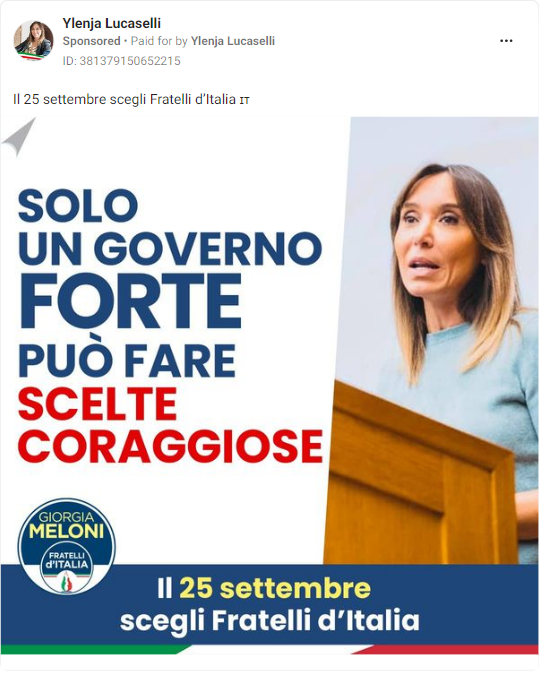 Ylenja Lucaselli
Sponsored • Paid for by Ylenja Lucaselli
ID: 381379150652215
Il 25 settembre scegli Fratelli d'Italia IT
SOLO
UN GOVERNO
FORTE
PUÒ FARE
SCELTE
CORAGGIOSE
GIORGIA
MELONI
FRATELLI
d'ITALIA
Il 25 settembre
scegli Fratelli d'Italia